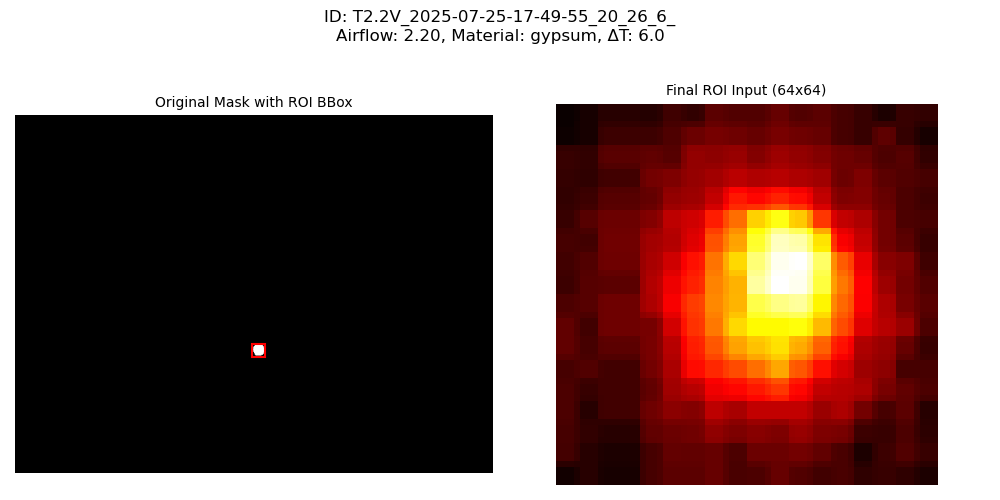 ID: T2.2V_2025-07-25-17-49-55_20_26_6_
Airflow: 2.20, Material: gypsum, ΔT: 6.0
Original Mask with ROI BBox
Final ROI Input (64x64)